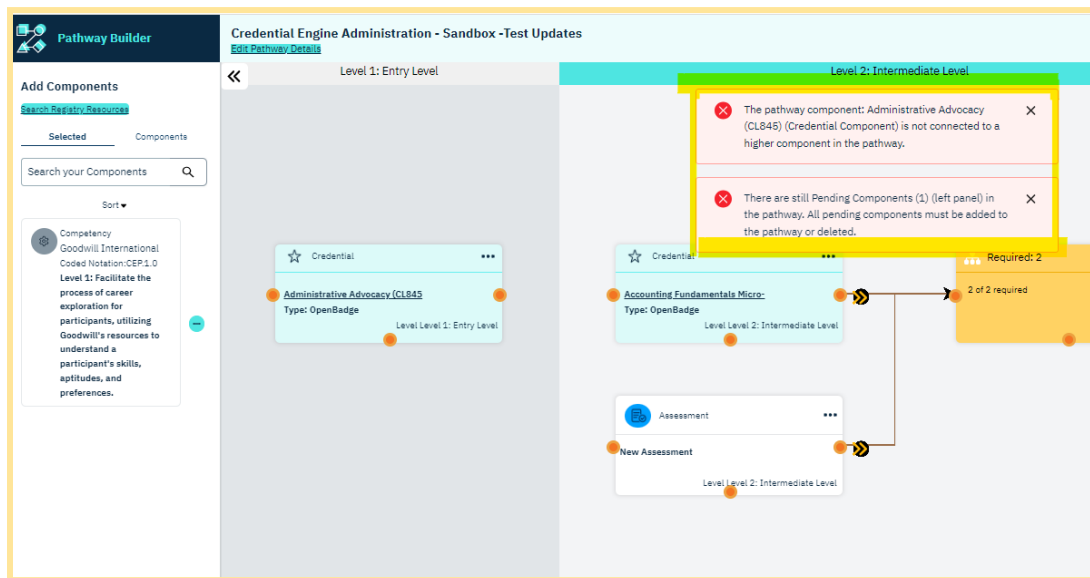 Pathway Builder
Credential Engine Administration - Sandbox -Test Updates
Edit Pathway Details
Add Components
Search Registry Resources
Selected
Components
Search your Components
Sort
Competency
Goodwill International
Coded Notation:CEP.1.0
Level 1: Facilitate the
process of career
exploration for
participants, utilizing
Goodwill's resources to
understand a
participant's skills,
aptitudes, and
preferences.
Level 1: Entry Level
Level 2: Intermediate Level
The pathway component: Administrative Advocacy
(CL845) (Credential Component) is not connected to a
higher component in the pathway.
There are still Pending Components (1) (left panel) in
the pathway. All pending components must be added to
the pathway or deleted.
Credential
Administrative Advocacy (CL845
Type: OpenBadge
Level Level 1: Entry Level
Credential
Accounting Fundamentals Micro-
Type: OpenBadge
Level Level 2: Intermediate Level
Required: 2
2 of 2 required
Assessment
New Assessment
Level Level 2: Intermediate Level